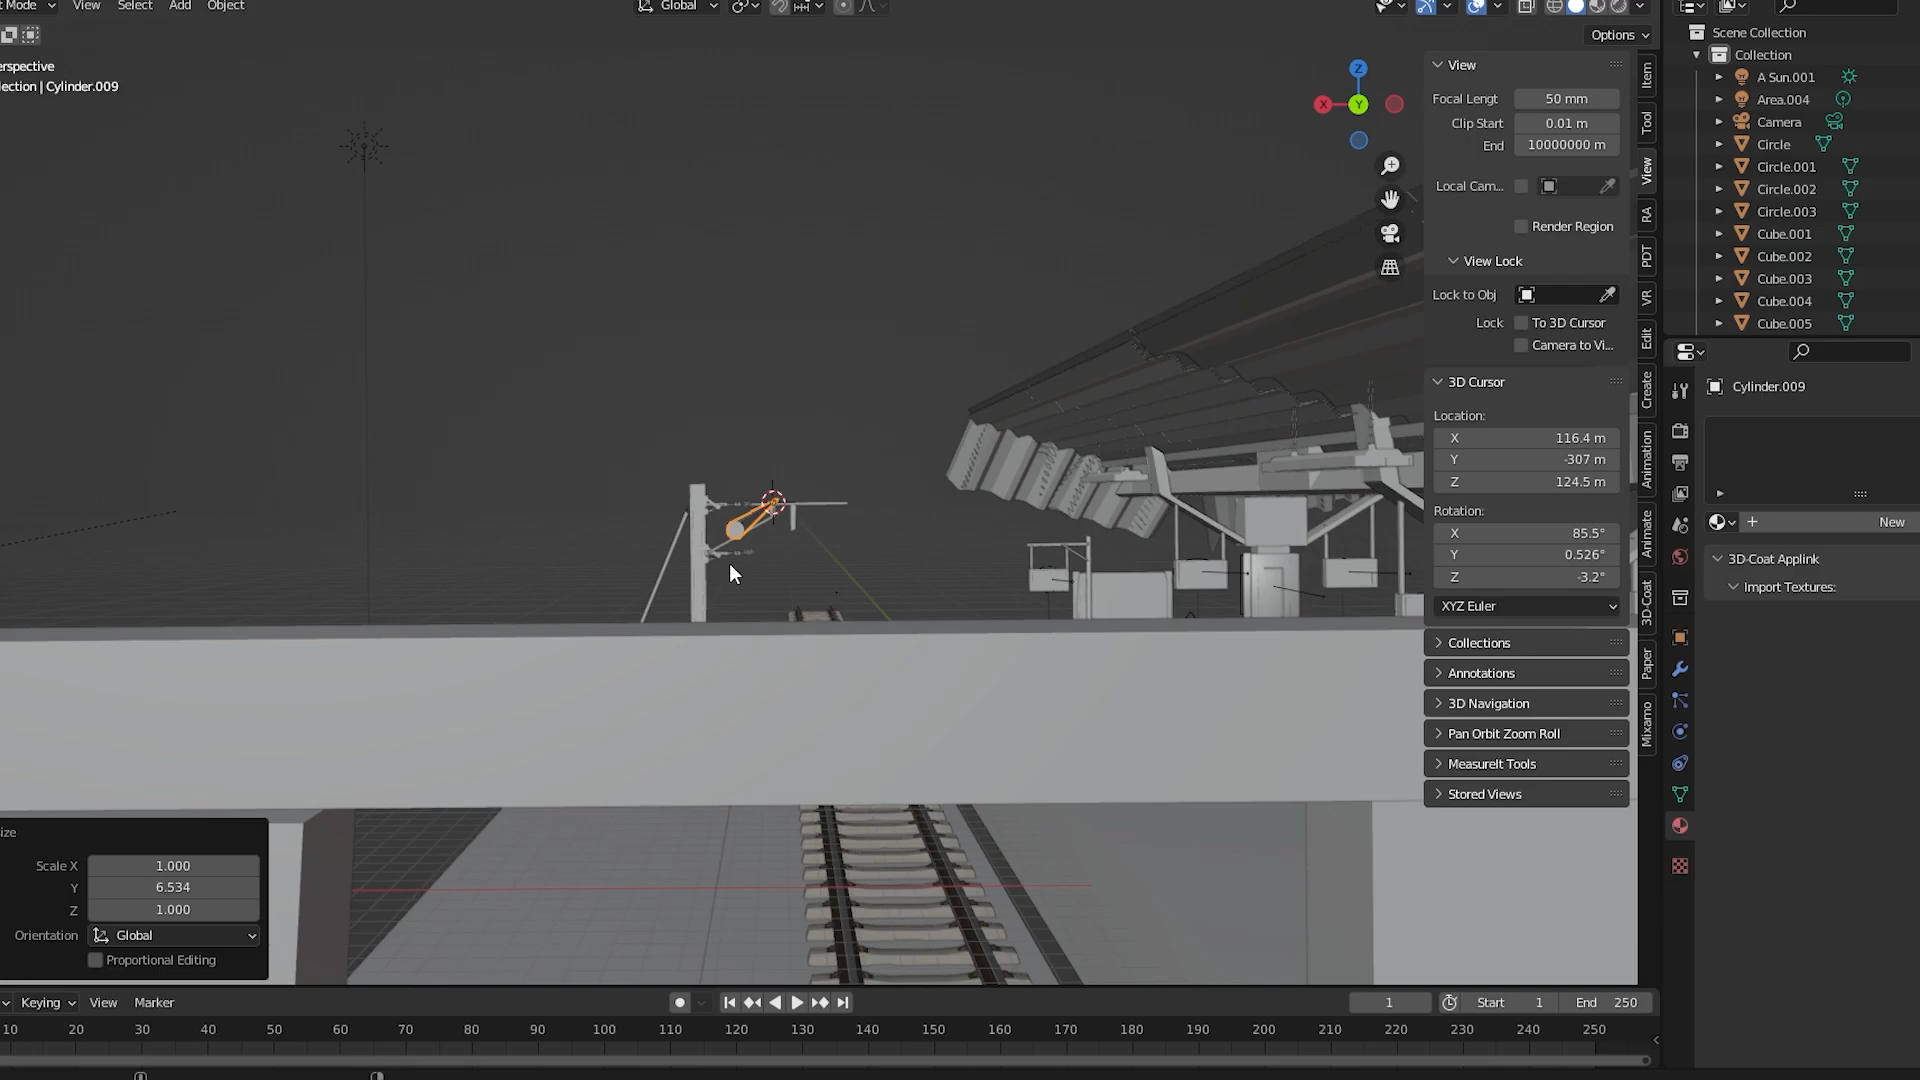 t Mode View Select Add Object Global
Options
erspective
lection | Cylinder.009
Z
X Y
View
Focal Lengt 50 mm
Clip Start 0.01 m
End 10000000 m
Local Cam...
Render Region
View Lock
Lock to Obj
Lock To 3D Cursor
Camera to Vi...
3D Cursor
Location:
X 116.4 m
Y -307 m
Z 124.5 m
Rotation:
X 85.5°
Y 0.526°
Z -3.2°
XYZ Euler
Collections
Annotations
3D Navigation
Pan Orbit Zoom Roll
MeasureIt Tools
Stored Views
Item
Tool
View
RA
PDT
VR
Edit
Create
Animation
Animate
3D-Coat
Paper
Mixamo
Scene Collection
Collection
A Sun.001
Area.004
Camera
Circle
Circle.001
Circle.002
Circle.003
Cube.001
Cube.002
Cube.003
Cube.004
Cube.005
Cylinder.009
New
3D-Coat Applink
Import Textures:
size
Scale X 1.000
Y 6.534
Z 1.000
Orientation Global
Proportional Editing
Keying View Marker
1 Start 1 End 250
10 20 30 40 50 60 70 80 90 100 110 120 130 140 150 160 170 180 190 200 210 220 230 240 250